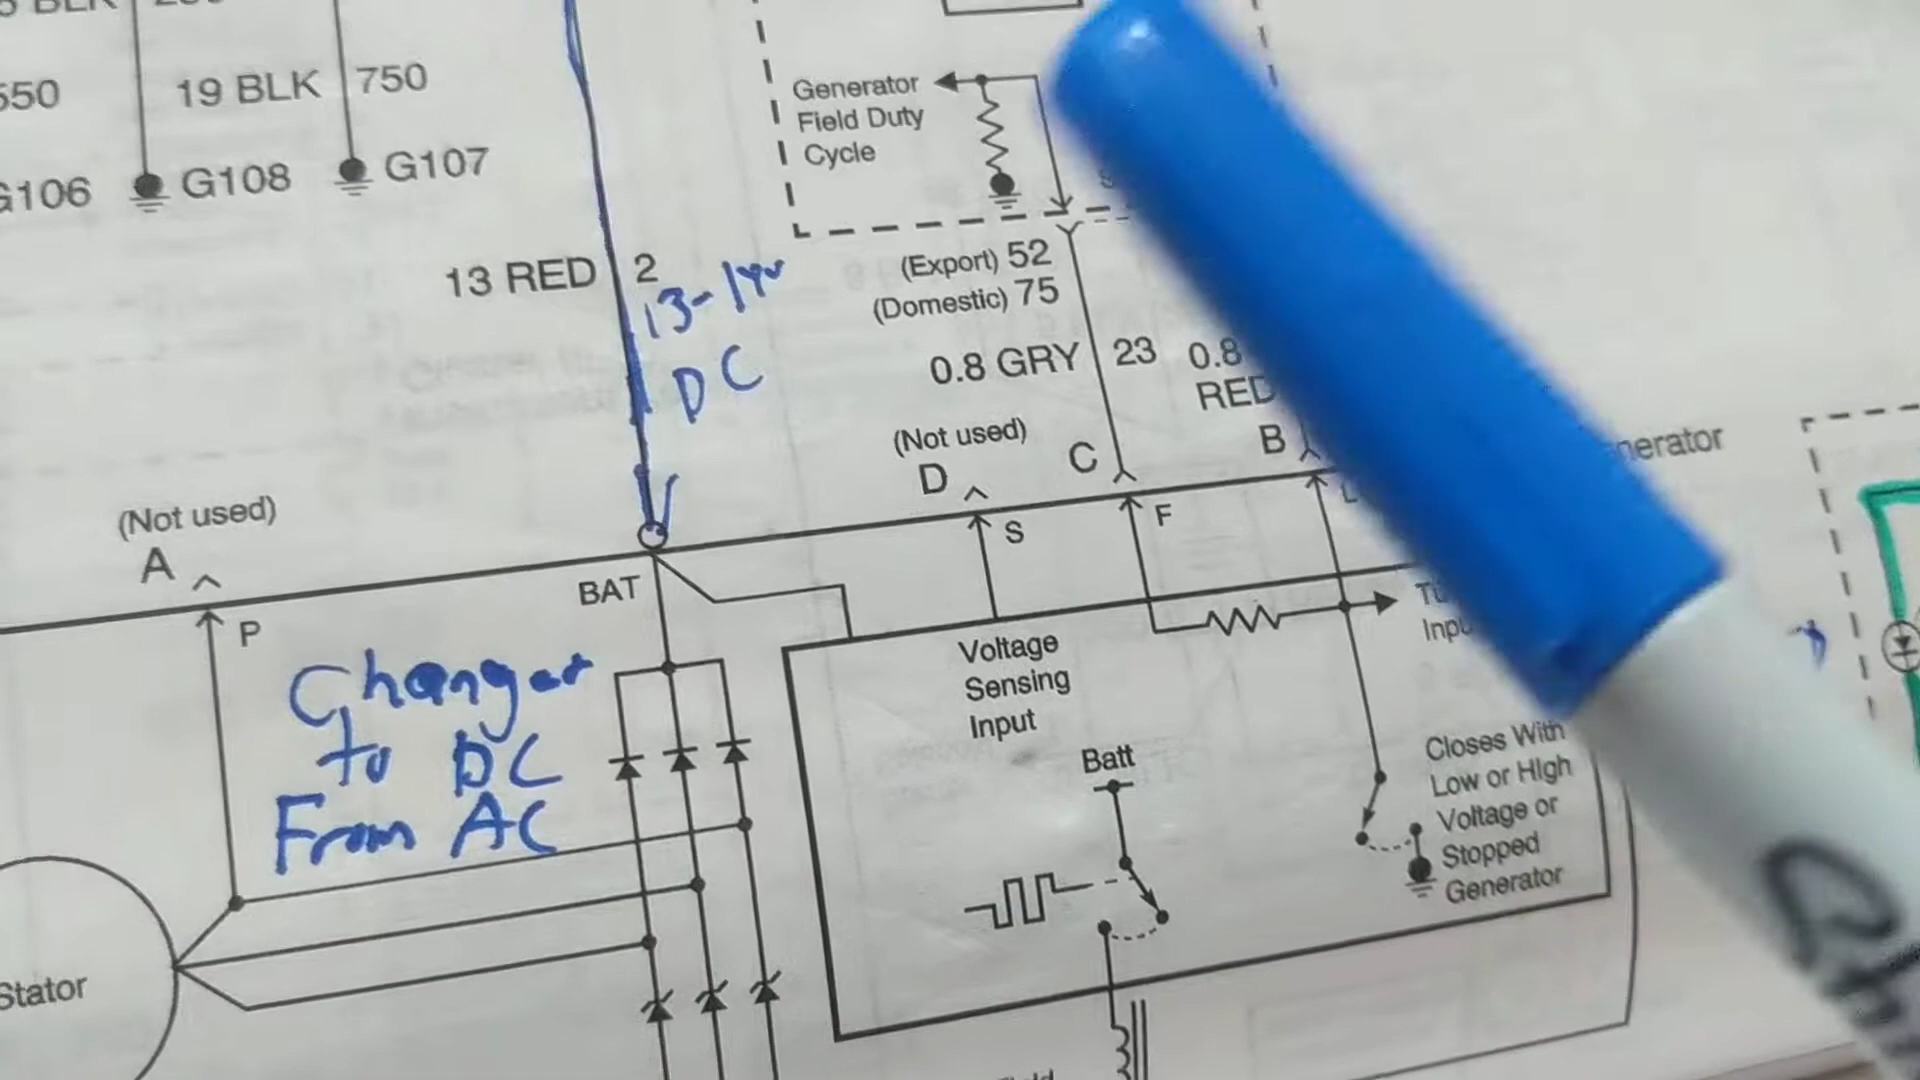 550
19 BLK 750
G106
G108
G107
Generator
Field Duty
Cycle
13 RED 2
13-14v
DC
(Export) 52
(Domestic) 75
0.8 GRY 23
0.8
RED
(Not used)
D
C
B
(Not used)
A
P
BAT
S
F
L
Changer
to DC
From AC
Voltage
Sensing
Input
Batt
Closes With
Low or HIgh
Voltage or
Stopped
Generator
Stator